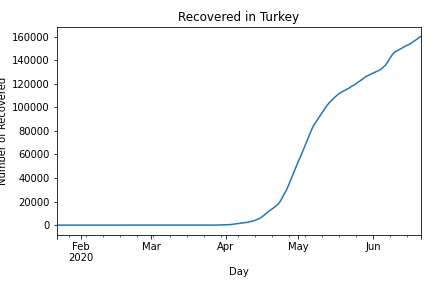 Recovered in Turkey
160000
140000
120000
100000
80000
60000
40000
20000
0
Number of Recovered
Feb
2020
Mar
Apr
May
Jun
Day